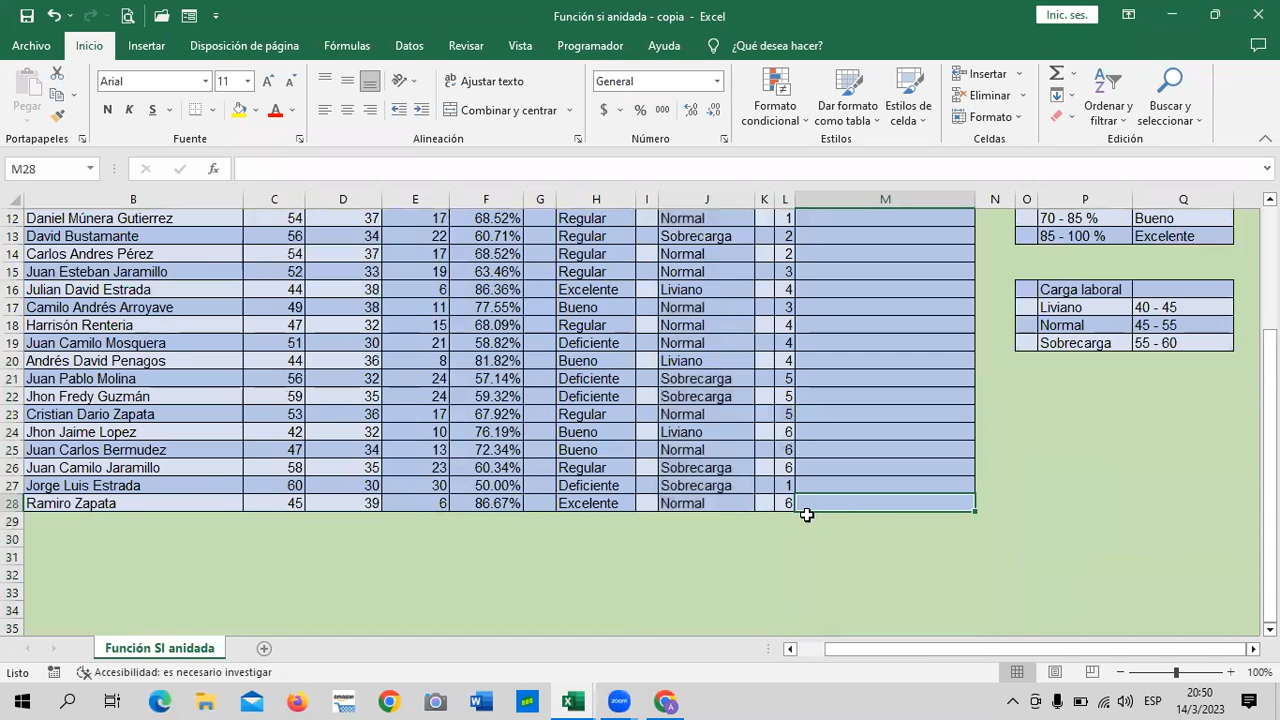 Función si anidada - copia - Excel
Inic. ses.
Archivo Inicio Insertar Disposición de página Fórmulas Datos Revisar Vista Programador Ayuda ¿Qué desea hacer?
Pegar
Arial 11
N K S
Ajustar texto
Combinar y centrar
General
$ % 000
Formato condicional
Dar formato como tabla
Estilos de celda
Insertar
Eliminar
Formato
Ordenar y filtrar
Buscar y seleccionar
Portapapeles Fuente Alineación Número Estilos Celdas Edición
M28 fx
B C D E F G H I J K L M N O P Q
12 Daniel Múnera Gutierrez 54 37 17 68.52% Regular Normal 1 70 - 85 % Bueno
13 David Bustamante 56 34 22 60.71% Regular Sobrecarga 2 85 - 100 % Excelente
14 Carlos Andres Pérez 54 37 17 68.52% Regular Normal 2
15 Juan Esteban Jaramillo 52 33 19 63.46% Regular Normal 3
16 Julian David Estrada 44 38 6 86.36% Excelente Liviano 4 Carga laboral
17 Camilo Andrés Arroyave 49 38 11 77.55% Bueno Normal 3 Liviano 40 - 45
18 Harrisón Renteria 47 32 15 68.09% Regular Normal 4 Normal 45 - 55
19 Juan Camilo Mosquera 51 30 21 58.82% Deficiente Normal 4 Sobrecarga 55 - 60
20 Andrés David Penagos 44 36 8 81.82% Bueno Liviano 4
21 Juan Pablo Molina 56 32 24 57.14% Deficiente Sobrecarga 5
22 Jhon Fredy Guzmán 59 35 24 59.32% Deficiente Sobrecarga 5
23 Cristian Dario Zapata 53 36 17 67.92% Regular Normal 5
24 Jhon Jaime Lopez 42 32 10 76.19% Bueno Liviano 6
25 Juan Carlos Bermudez 47 34 13 72.34% Bueno Normal 6
26 Juan Camilo Jaramillo 58 35 23 60.34% Regular Sobrecarga 6
27 Jorge Luis Estrada 60 30 30 50.00% Deficiente Sobrecarga 1
28 Ramiro Zapata 45 39 6 86.67% Excelente Normal 6
29
30
31
32
33
34
35
Función SI anidada
Listo Accesibilidad: es necesario investigar 100%
amazon
zoom
ESP
20:50
14/3/2023